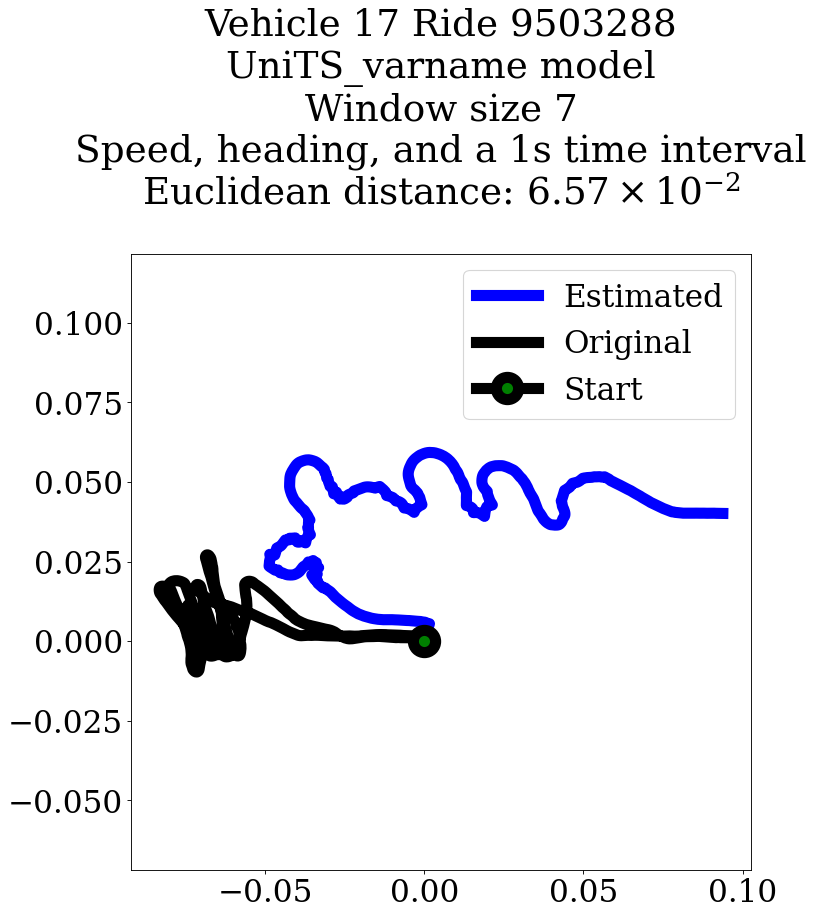 Vehicle 17 Ride 9503288
UniTS_varname model
Window size 7
Speed, heading, and a 1s time interval
Euclidean distance: 6.57 × 10⁻²
Estimated
Original
Start
0.100
0.075
0.050
0.025
0.000
−0.025
−0.050
−0.05 0.00 0.05 0.10